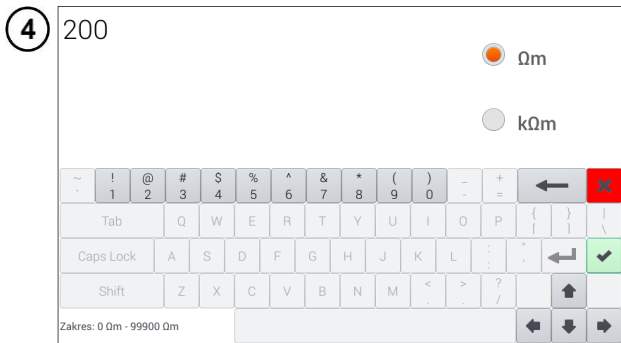 4
200
Ωm
kΩm
~ ! @ # $ % ^ & * ( ) _ +
` 1 2 3 4 5 6 7 8 9 0 - =
Tab Q W E R T Y U I O P { } |
[ ] \
Caps Lock A S D F G H J K L : "
; '
Shift Z X C V B N M < > ?
, . /
Zakres: 0 Ωm - 99900 Ωm